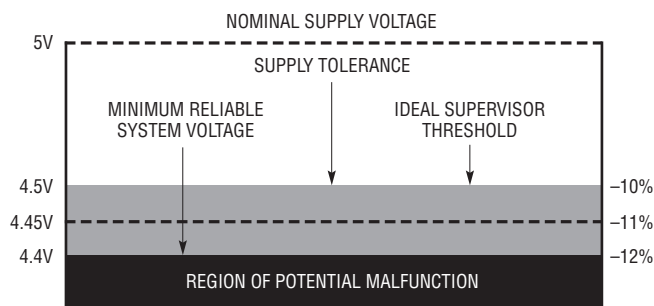 NOMINAL SUPPLY VOLTAGE
5V
SUPPLY TOLERANCE
MINIMUM RELIABLE
SYSTEM VOLTAGE
IDEAL SUPERVISOR
THRESHOLD
4.5V
–10%
4.45V
–11%
4.4V
–12%
REGION OF POTENTIAL MALFUNCTION